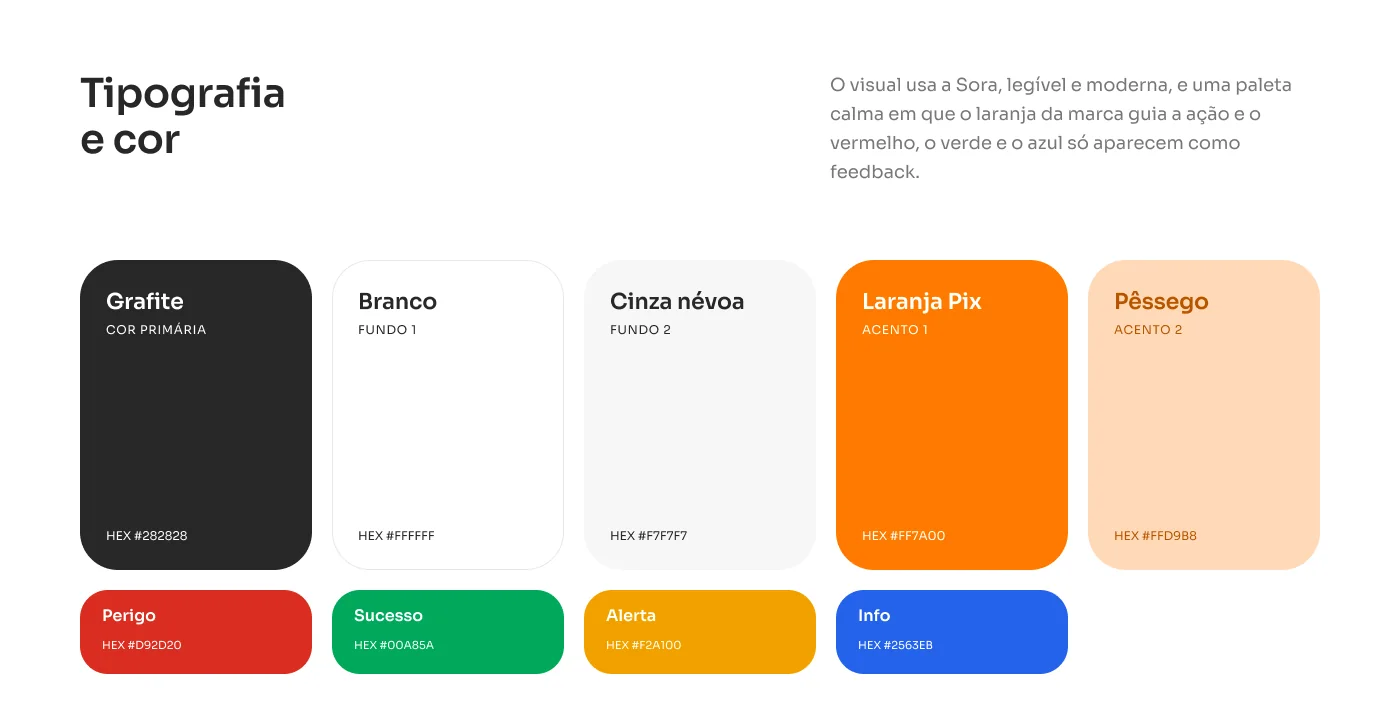 Tipografia
e cor
O visual usa a Sora, legível e moderna, e uma paleta
calma em que o laranja da marca guia a ação e o
vermelho, o verde e o azul só aparecem como
feedback.
Grafite
COR PRIMÁRIA
HEX #282828
Branco
FUNDO 1
HEX #FFFFFF
Cinza névoa
FUNDO 2
HEX #F7F7F7
Laranja Pix
ACENTO 1
HEX #FF7A00
Pêssego
ACENTO 2
HEX #FFD9B8
Perigo
HEX #D92D20
Sucesso
HEX #00A85A
Alerta
HEX #F2A100
Info
HEX #2563EB